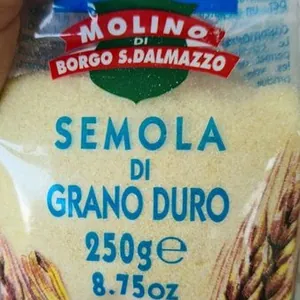 MOLINO
DI
BORGO S.DALMAZZO
SEMOLA
DI
GRANO DURO
250g e
8.75oz